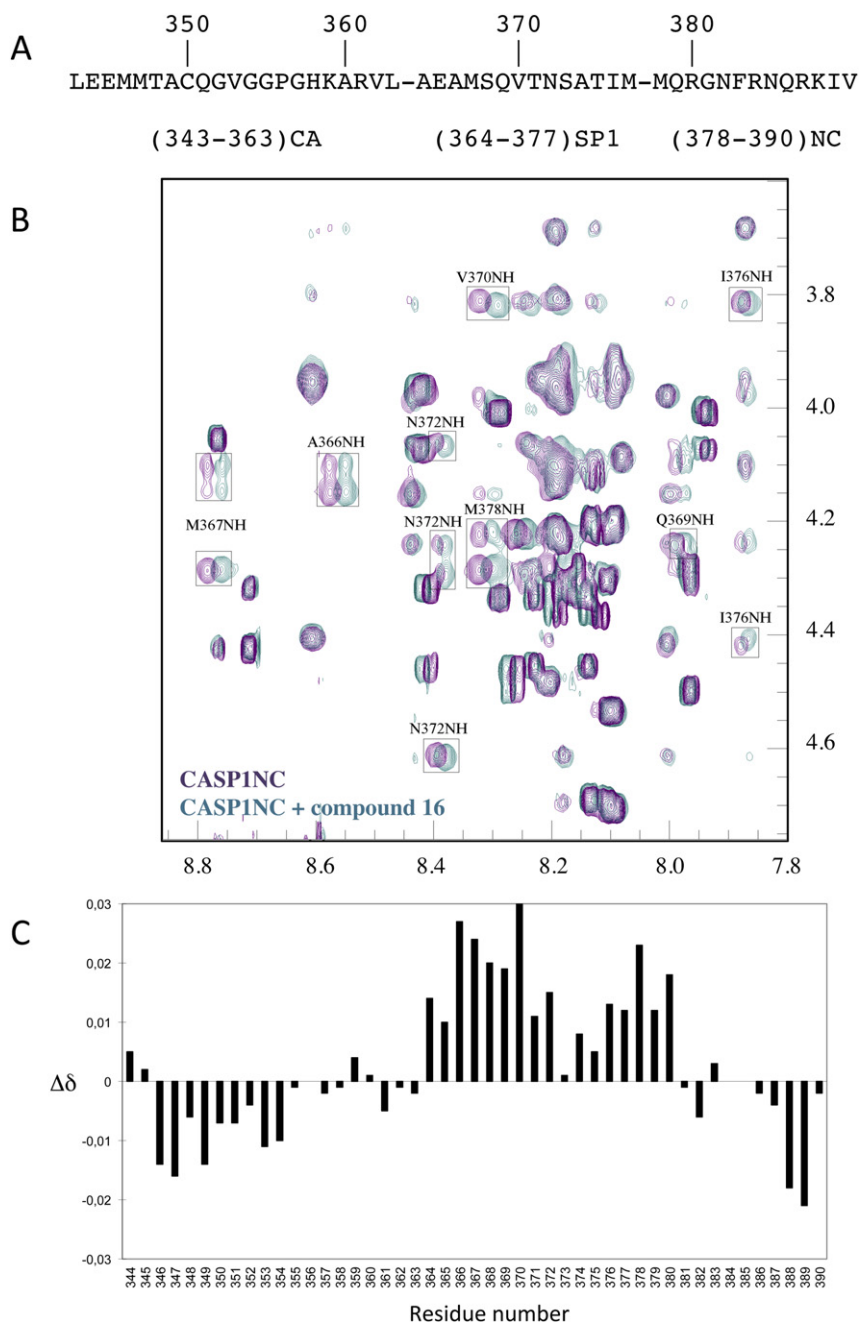 A
350 360 370 380
LEEMMTACQGVGGPGHKARVL-AEAMSQVTNSATIM-MQRGNFRNQRKIV
(343-363)CA (364-377)SP1 (378-390)NC
B
V370NH I376NH
3.8
4.0
N372NH
A366NH
M367NH N372NH M378NH Q369NH
4.2
I376NH
4.4
N372NH
4.6
CASP1NC
CASP1NC + compound 16
8.8 8.6 8.4 8.2 8.0 7.8
C
0,03
0,02
0,01
Δδ 0
-0,01
-0,02
-0,03
344 345 346 347 348 349 350 351 352 353 354 355 356 357 358 359 360 361 362 363 364 365 366 367 368 369 370 371 372 373 374 375 376 377 378 379 380 381 382 383 384 385 386 387 388 389 390
Residue number